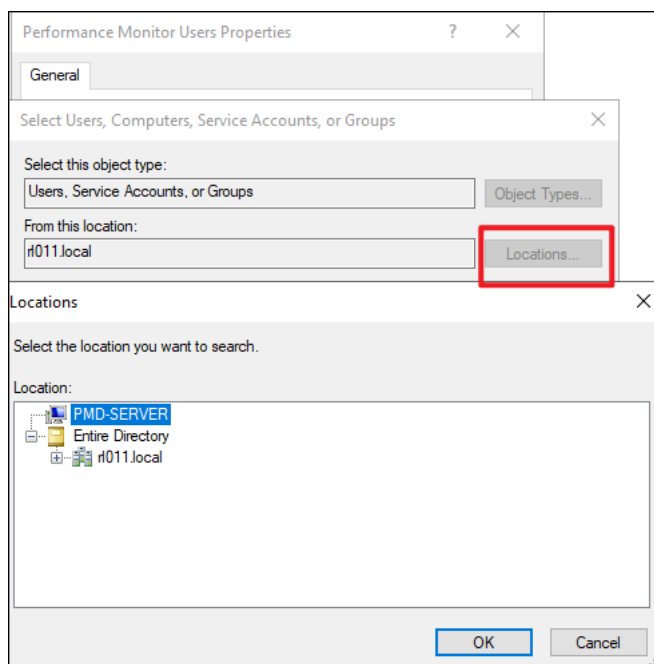 Performance Monitor Users Properties ?
General
Select Users, Computers, Service Accounts, or Groups
Select this object type:
Users, Service Accounts, or Groups
Object Types...
From this location:
rl011.local
Locations...
Locations
Select the location you want to search.
Location:
PMD-SERVER
Entire Directory
rl011.local
OK Cancel